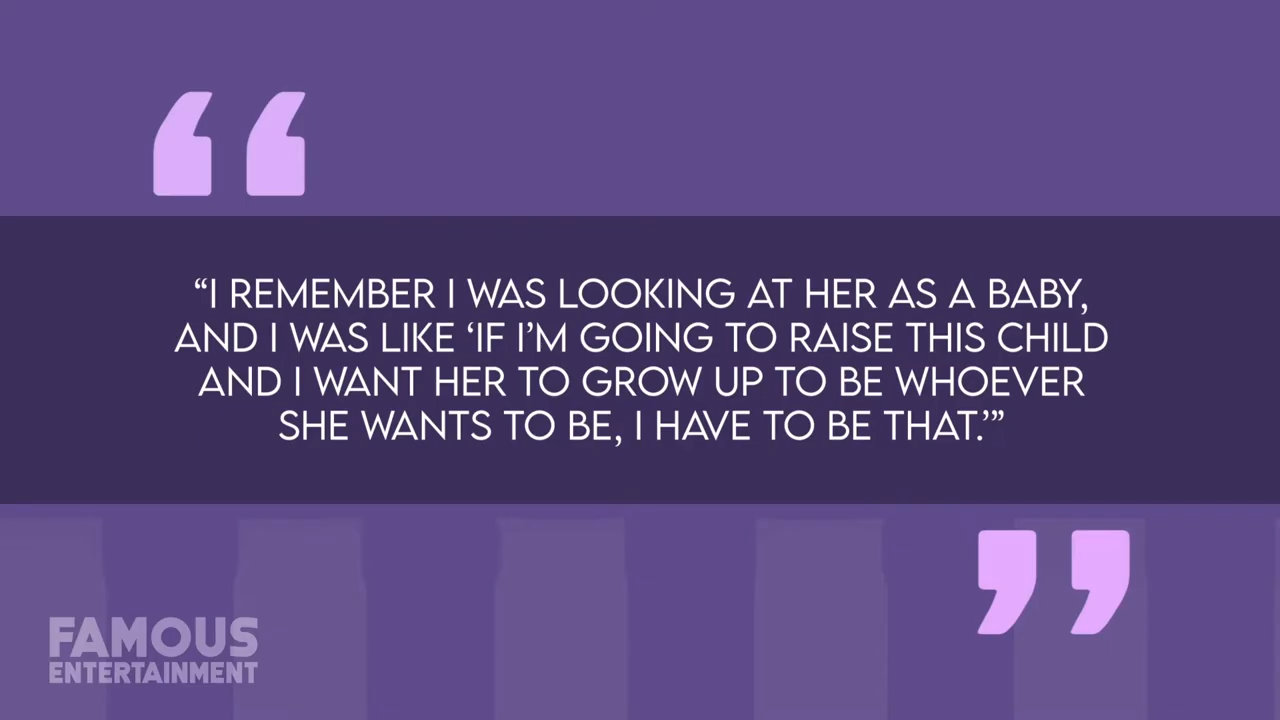 “I REMEMBER I WAS LOOKING AT HER AS A BABY,
AND I WAS LIKE ‘IF I’M GOING TO RAISE THIS CHILD
AND I WANT HER TO GROW UP TO BE WHOEVER
SHE WANTS TO BE, I HAVE TO BE THAT.’”
FAMOUS
ENTERTAINMENT